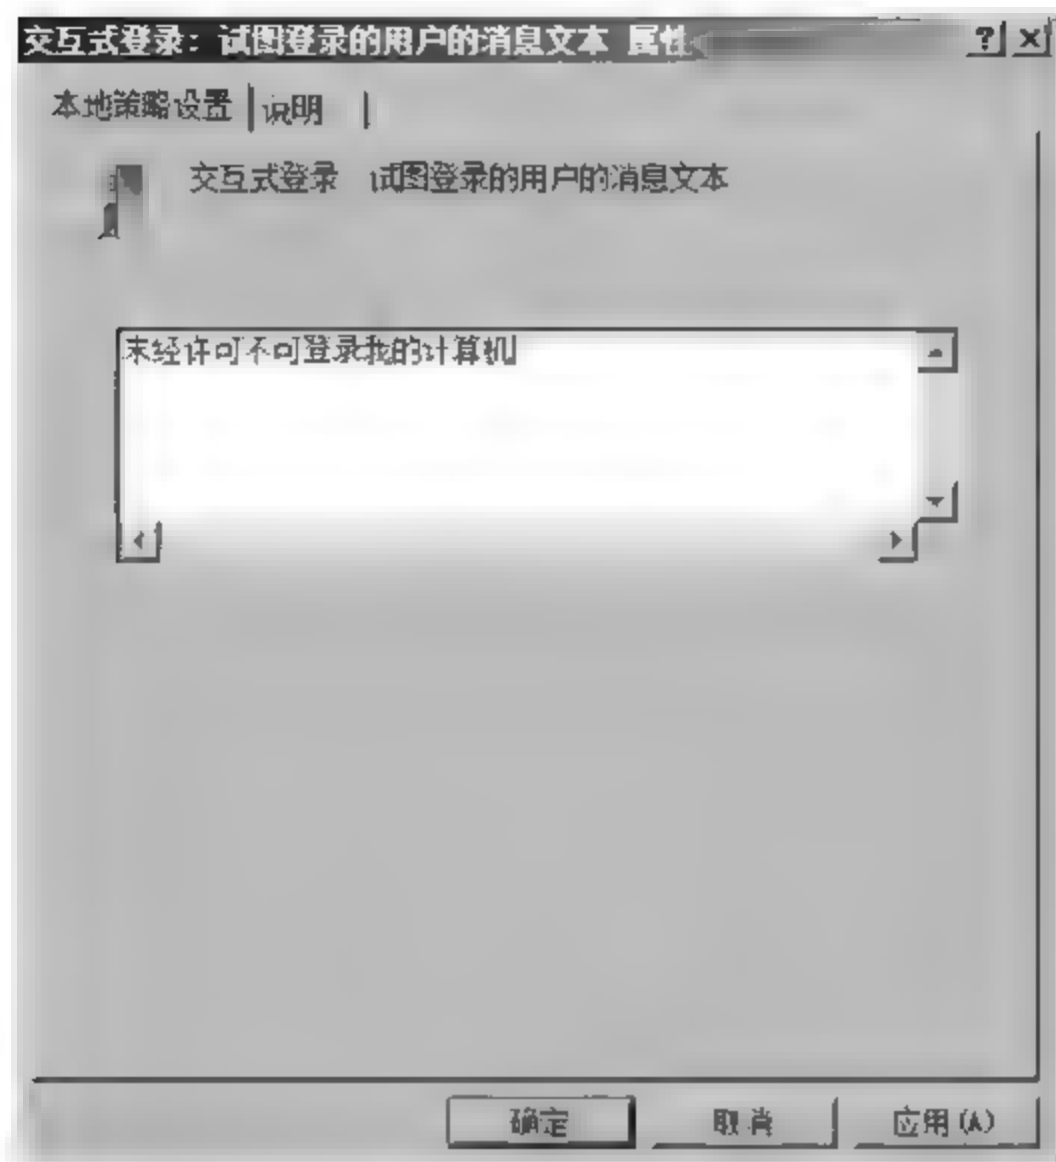 交互式登录：试图登录的用户的消息文本 属性
本地策略设置 说明
交互式登录 试图登录的用户的消息文本
未经许可不可登录我的计算机
确定 取消 应用(A)